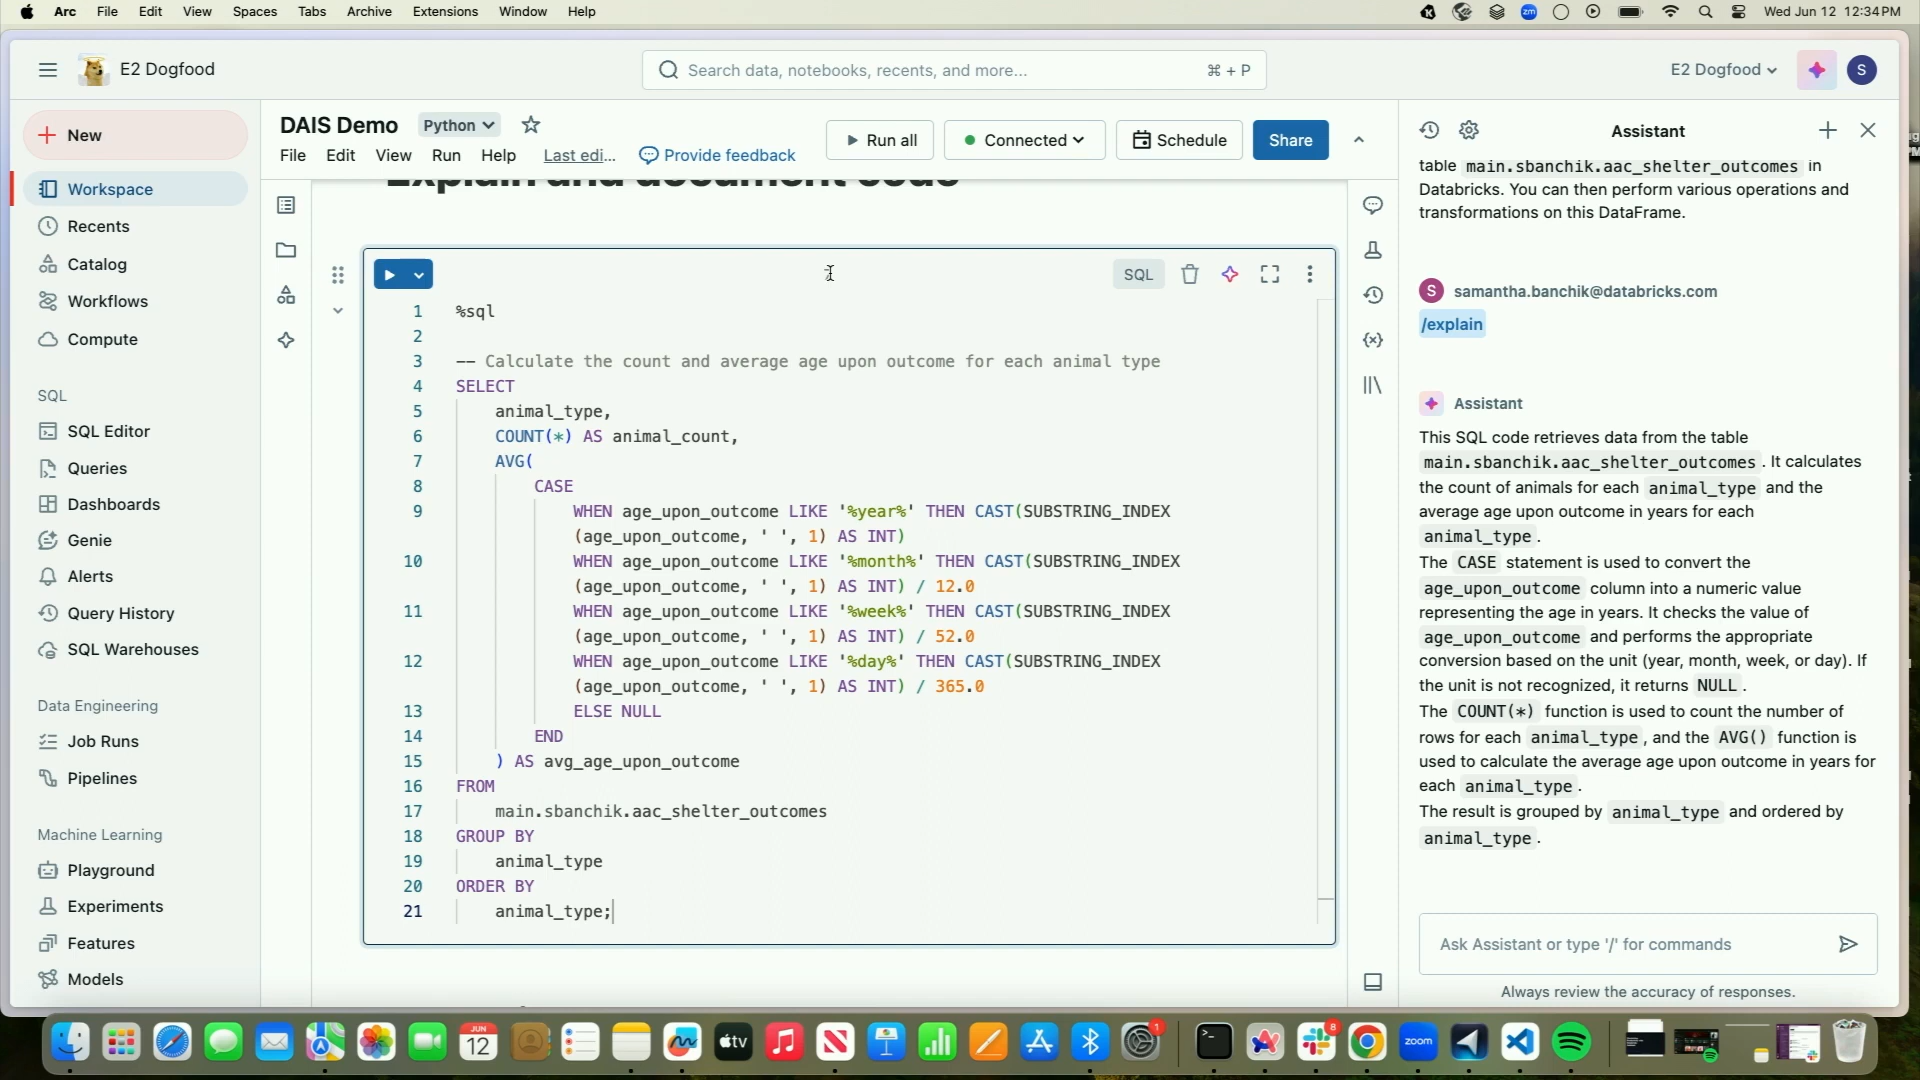 Arc File Edit View Spaces Tabs Archive Extensions Window Help
Wed Jun 12 12:34 PM
E2 Dogfood
Search data, notebooks, recents, and more...
⌘ + P
E2 Dogfood
S
New
Workspace
Recents
Catalog
Workflows
Compute
SQL
SQL Editor
Queries
Dashboards
Genie
Alerts
Query History
SQL Warehouses
Data Engineering
Job Runs
Pipelines
Machine Learning
Playground
Experiments
Features
Models
DAIS Demo Python
File Edit View Run Help Last edi... Provide feedback
Run all
Connected
Schedule
Share
Explain and document code
SQL
1 %sql
2
3 -- Calculate the count and average age upon outcome for each animal type
4 SELECT
5 animal_type,
6 COUNT(*) AS animal_count,
7 AVG(
8 CASE
9 WHEN age_upon_outcome LIKE '%year%' THEN CAST(SUBSTRING_INDEX
(age_upon_outcome, ' ', 1) AS INT)
10 WHEN age_upon_outcome LIKE '%month%' THEN CAST(SUBSTRING_INDEX
(age_upon_outcome, ' ', 1) AS INT) / 12.0
11 WHEN age_upon_outcome LIKE '%week%' THEN CAST(SUBSTRING_INDEX
(age_upon_outcome, ' ', 1) AS INT) / 52.0
12 WHEN age_upon_outcome LIKE '%day%' THEN CAST(SUBSTRING_INDEX
(age_upon_outcome, ' ', 1) AS INT) / 365.0
13 ELSE NULL
14 END
15 ) AS avg_age_upon_outcome
16 FROM
17 main.sbanchik.aac_shelter_outcomes
18 GROUP BY
19 animal_type
20 ORDER BY
21 animal_type;
Assistant
table main.sbanchik.aac_shelter_outcomes in
Databricks. You can then perform various operations and
transformations on this DataFrame.
S samantha.banchik@databricks.com
/explain
Assistant
This SQL code retrieves data from the table
main.sbanchik.aac_shelter_outcomes . It calculates
the count of animals for each animal_type and the
average age upon outcome in years for each
animal_type .
The CASE statement is used to convert the
age_upon_outcome column into a numeric value
representing the age in years. It checks the value of
age_upon_outcome and performs the appropriate
conversion based on the unit (year, month, week, or day). If
the unit is not recognized, it returns NULL .
The COUNT(*) function is used to count the number of
rows for each animal_type , and the AVG() function is
used to calculate the average age upon outcome in years for
each animal_type .
The result is grouped by animal_type and ordered by
animal_type .
Ask Assistant or type '/' for commands
Always review the accuracy of responses.
JUN
12
tv
1
8
zoom